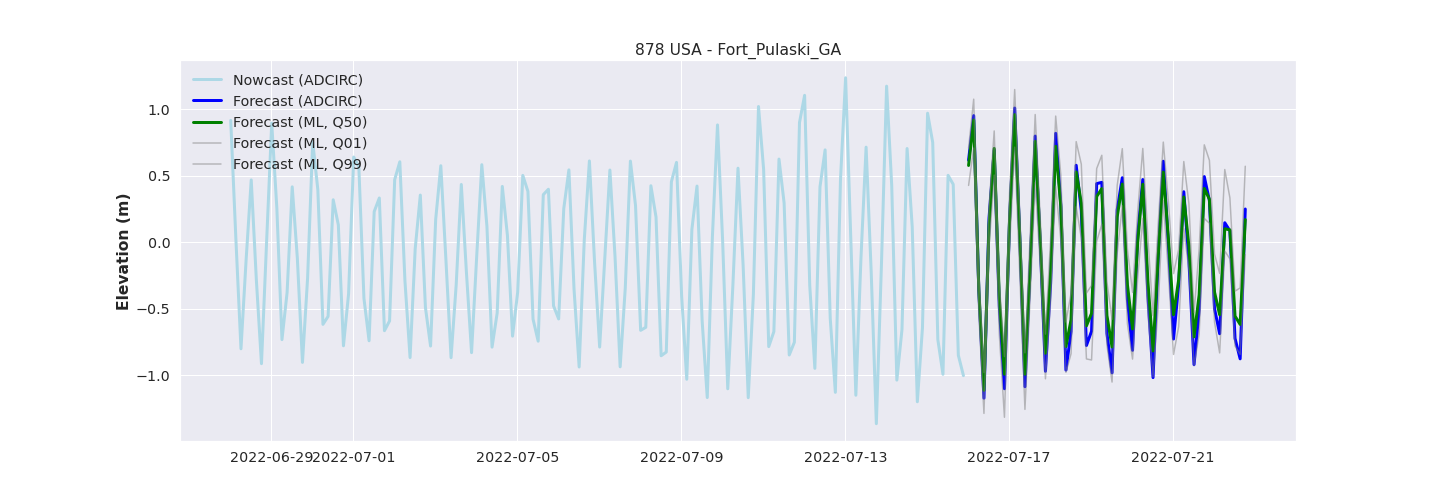 878 USA - Fort_Pulaski_GA
Nowcast (ADCIRC)
Forecast (ADCIRC)
Forecast (ML, Q50)
Forecast (ML, Q01)
Forecast (ML, Q99)
Elevation (m)
1.0
0.5
0.0
−0.5
−1.0
2022-06-29
2022-07-01
2022-07-05
2022-07-09
2022-07-13
2022-07-17
2022-07-21